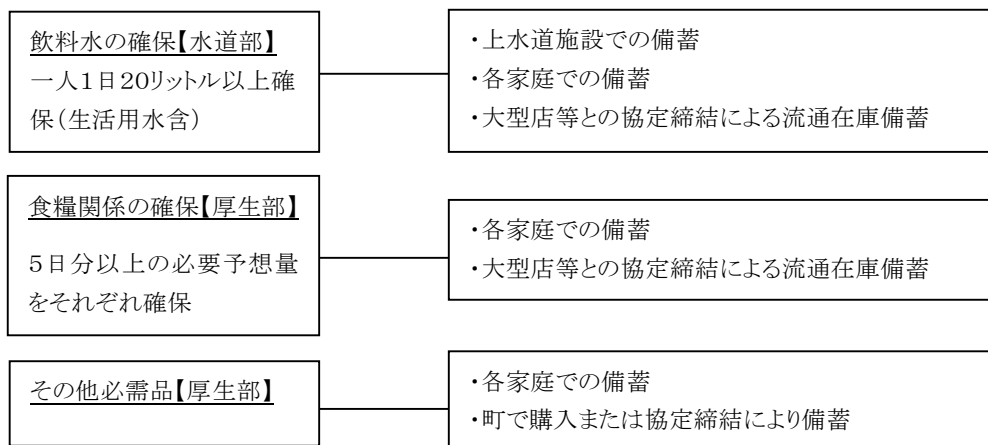 飲料水の確保【水道部】
一人1日20リットル以上確
保(生活用水含)
・上水道施設での備蓄
・各家庭での備蓄
・大型店等との協定締結による流通在庫備蓄
食糧関係の確保【厚生部】
5日分以上の必要予想量
をそれぞれ確保
・各家庭での備蓄
・大型店等との協定締結による流通在庫備蓄
その他必需品【厚生部】
・各家庭での備蓄
・町で購入または協定締結により備蓄